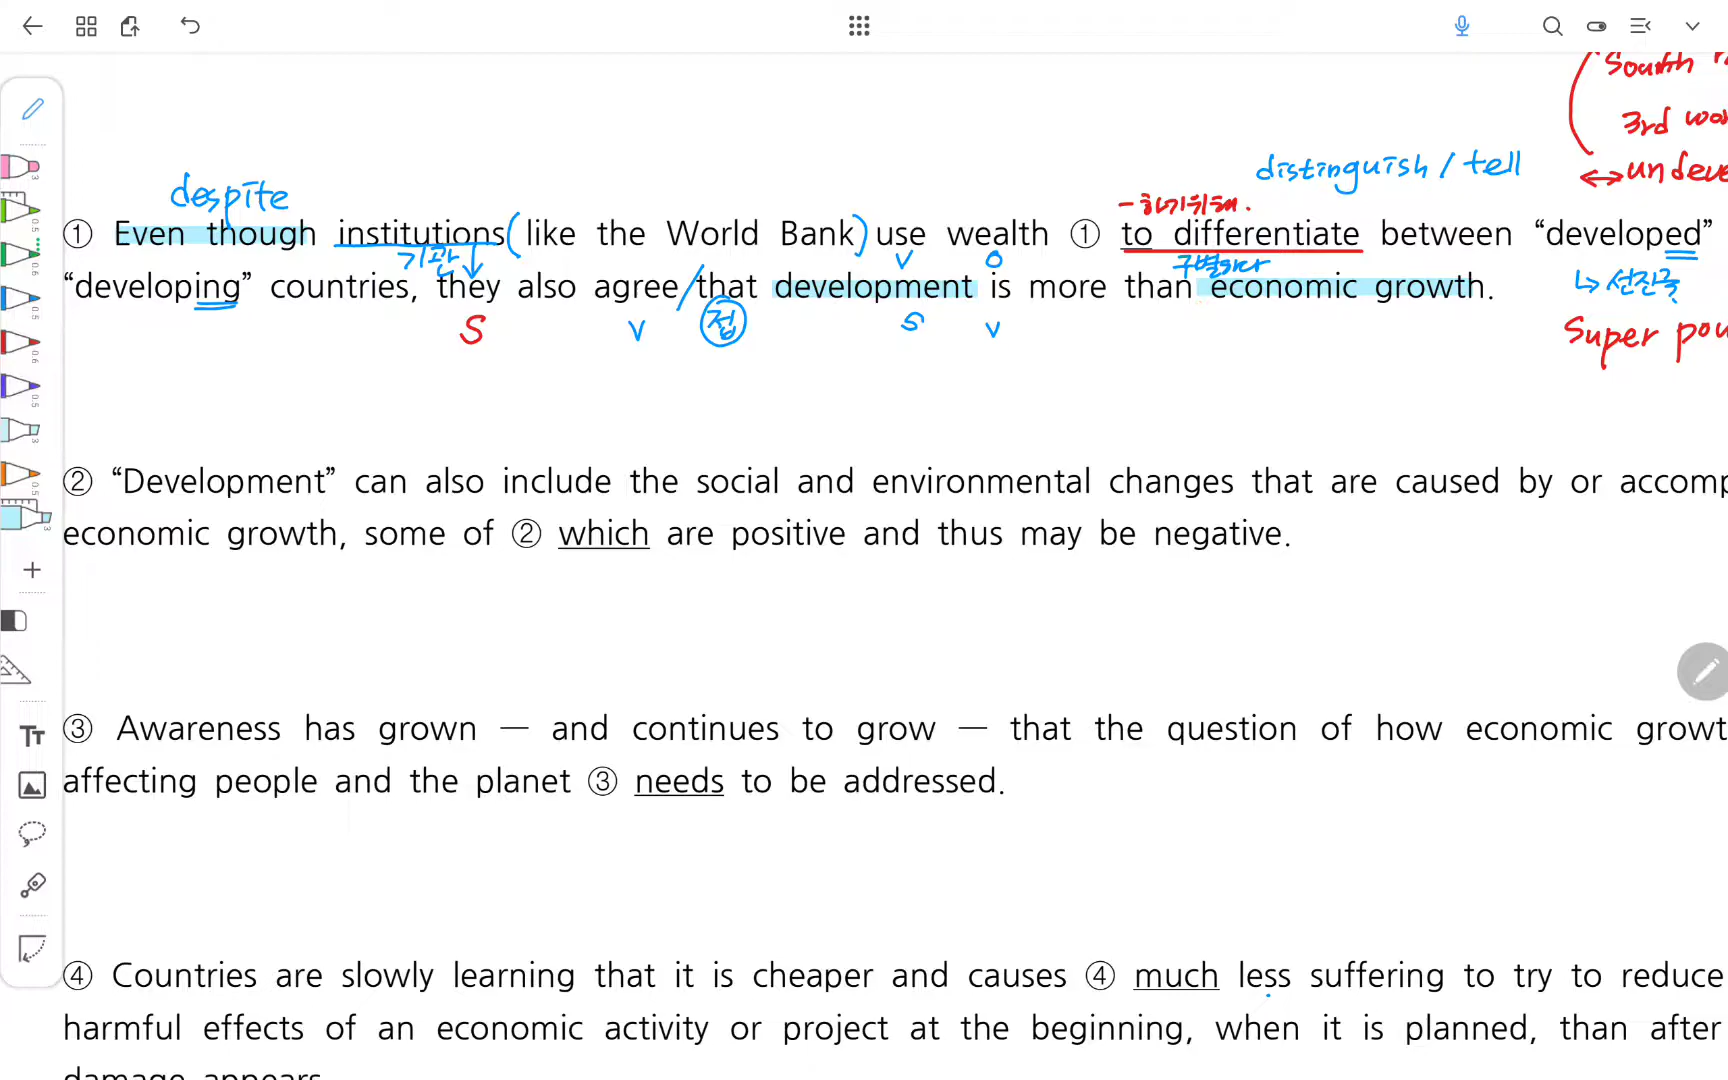 South
3rd
distinguish / tell
↔
despite
-하기위해.
① Even though institutions (like the World Bank) use wealth ① to differentiate between “developed”
기관 V O 구별하다
“developing” countries, they also agree / that development is more than economic growth.
↳ 선진국
S V 접 S V
Super
② “Development” can also include the social and environmental changes that are caused by or
economic growth, some of ② which are positive and thus may be negative.
③ Awareness has grown — and continues to grow — that the question of how economic
affecting people and the planet ③ needs to be addressed.
④ Countries are slowly learning that it is cheaper and causes ④ much less suffering to try to reduce
harmful effects of an economic activity or project at the beginning, when it is planned, than after
damage appears